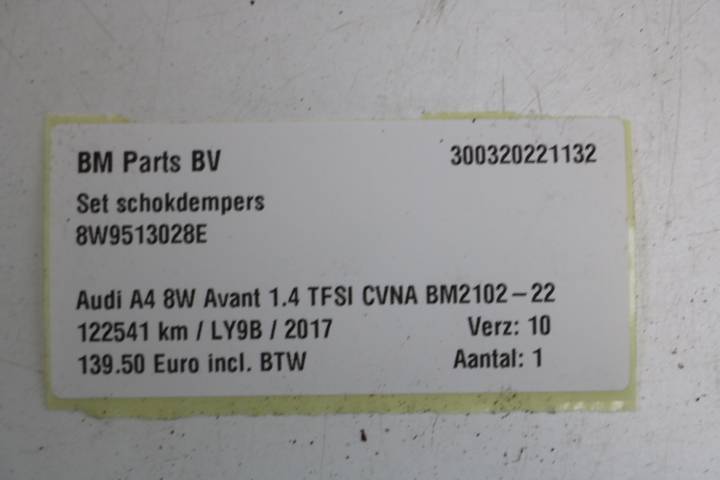 BM Parts BV 300320221132
Set schokdempers
8W9513028E
Audi A4 8W Avant 1.4 TFSI CVNA BM2102-22
122541 km / LY9B / 2017 Verz: 10
139.50 Euro incl. BTW Aantal: 1